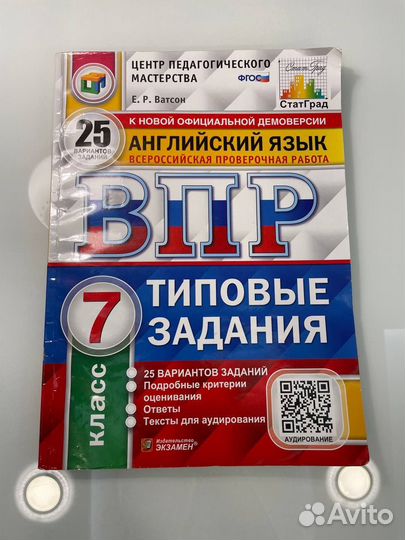 ЦЕНТР ПЕДАГОГИЧЕСКОГО
МАСТЕРСТВА
ФГОС
СтатГрад
СтатГрад
Е. Р. Ватсон
К НОВОЙ ОФИЦИАЛЬНОЙ ДЕМОВЕРСИИ
25
ВАРИАНТОВ
ЗАДАНИЙ
АНГЛИЙСКИЙ ЯЗЫК
ВСЕРОССИЙСКАЯ ПРОВЕРОЧНАЯ РАБОТА
ВПР
7
класс
ТИПОВЫЕ
ЗАДАНИЯ
• 25 ВАРИАНТОВ ЗАДАНИЙ
• Подробные критерии
оценивания
• Ответы
• Тексты для аудирования
Издательство
ЭКЗАМЕН
АУДИРОВАНИЕ
Avito